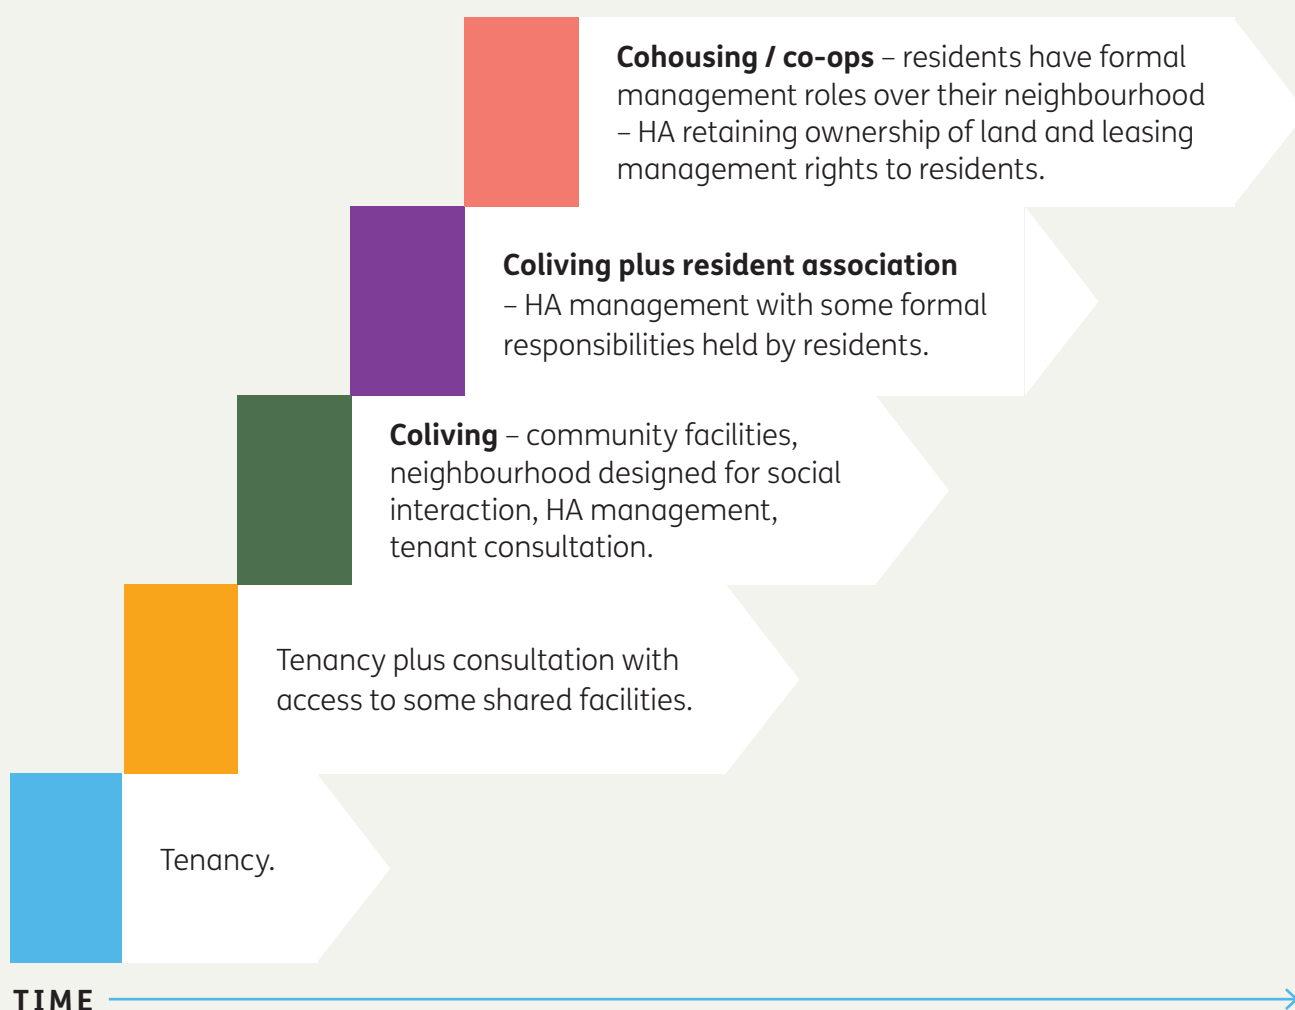 Cohousing / co-ops – residents have formal
management roles over their neighbourhood
– HA retaining ownership of land and leasing
management rights to residents.
Coliving plus resident association
– HA management with some formal
responsibilities held by residents.
Coliving – community facilities,
neighbourhood designed for social
interaction, HA management,
tenant consultation.
Tenancy plus consultation with
access to some shared facilities.
Tenancy.
TIME